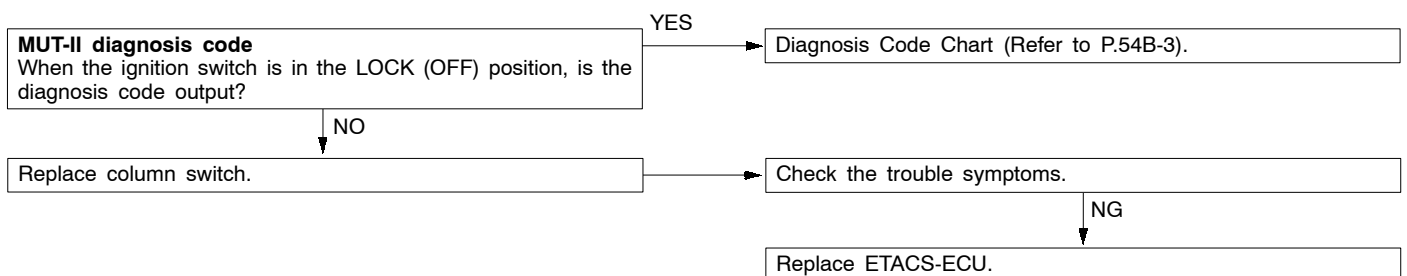 YES
MUT-II diagnosis code
When the ignition switch is in the LOCK (OFF) position, is the
diagnosis code output?
Diagnosis Code Chart (Refer to P.54B-3).
NO
Replace column switch.
Check the trouble symptoms.
NG
Replace ETACS-ECU.